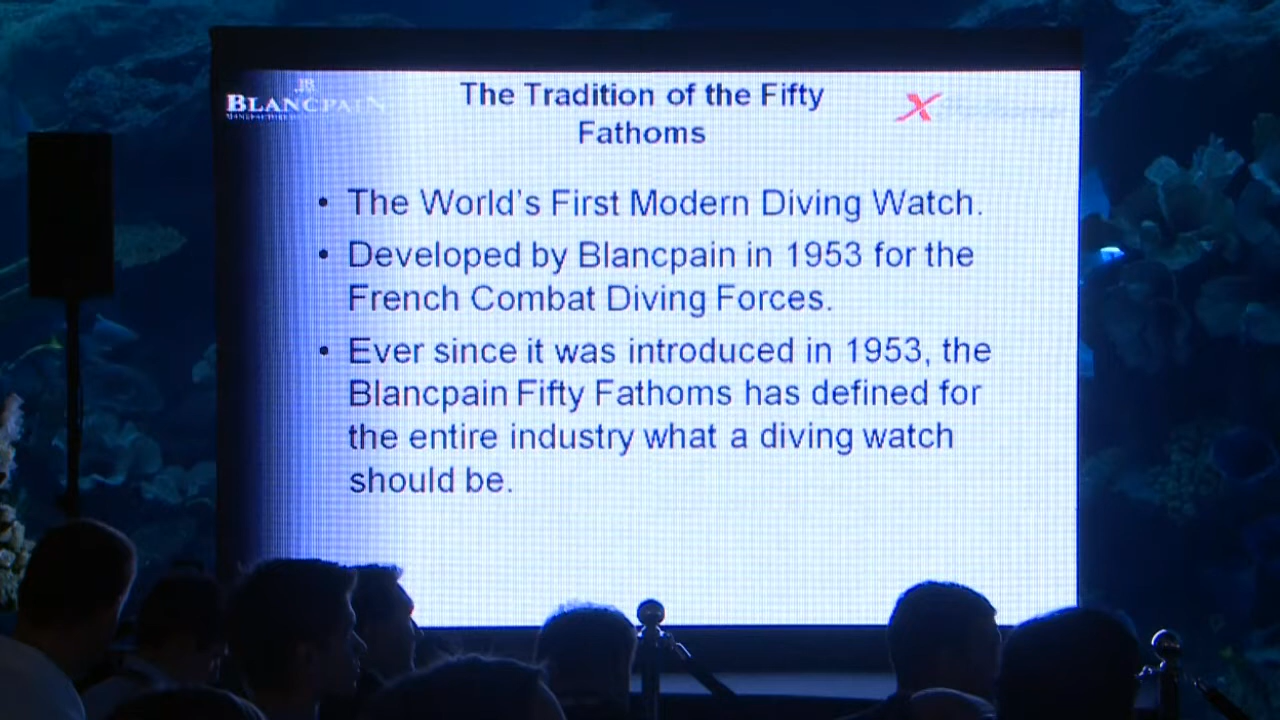 JB
BLANCPAIN
The Tradition of the Fifty
Fathoms
X
• The World's First Modern Diving Watch.
• Developed by Blancpain in 1953 for the
French Combat Diving Forces.
• Ever since it was introduced in 1953, the
Blancpain Fifty Fathoms has defined for
the entire industry what a diving watch
should be.